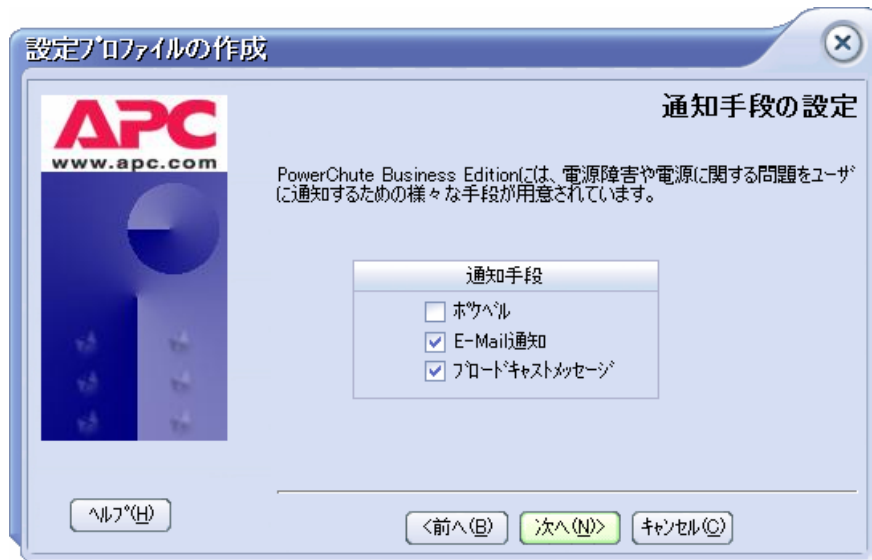 設定ﾌﾟﾛﾌｧｲﾙの作成
APC
www.apc.com
通知手段の設定
PowerChute Business Editionには、電源障害や電源に関する問題をﾕｰｻﾞ
に通知するための様々な手段が用意されています。
通知手段
ﾎﾟｹﾍﾞﾙ
E-Mail通知
ﾌﾞﾛｰﾄﾞｷｬｽﾄﾒｯｾｰｼﾞ
ﾍﾙﾌﾟ(H)
<前へ(B)
次へ(N)>
ｷｬﾝｾﾙ(C)